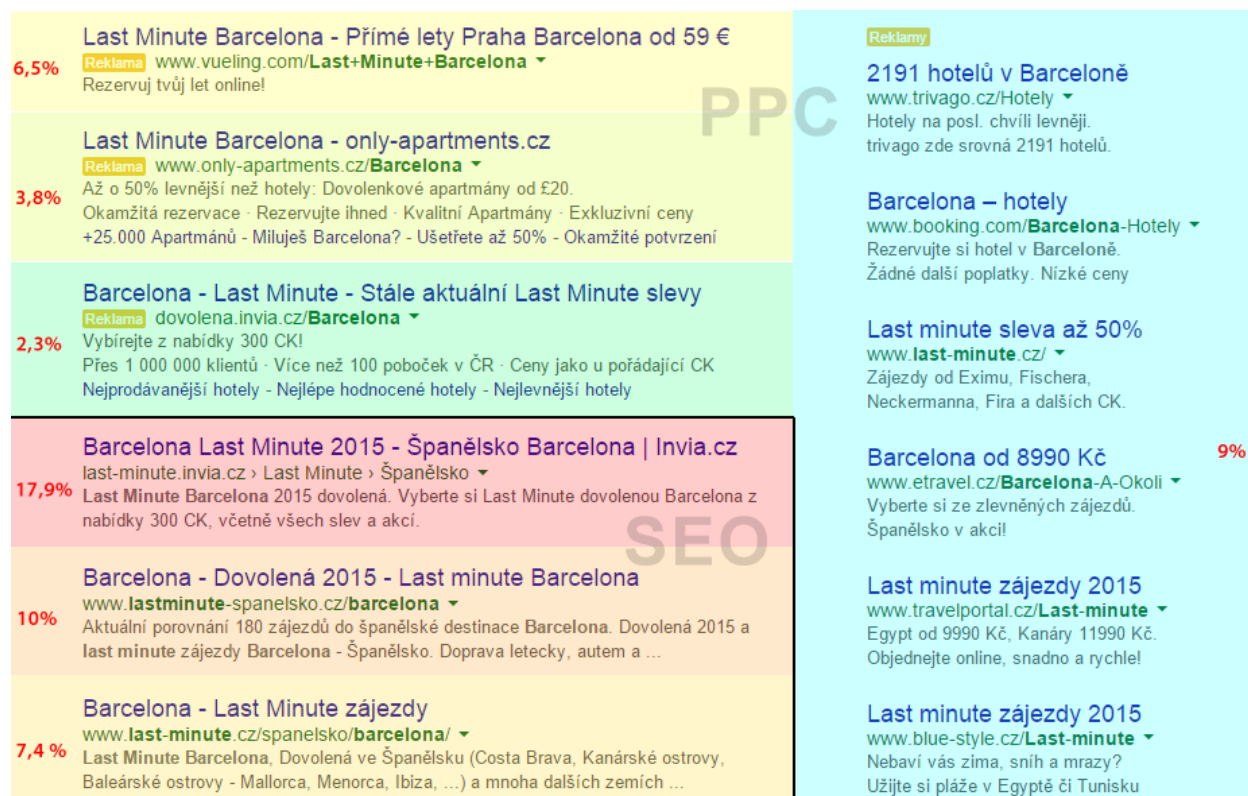 Last Minute Barcelona - Přímé lety Praha Barcelona od 59 €
6,5%
Reklama www.vueling.com/Last+Minute+Barcelona
Rezervuj tvůj let online!
PPC
Last Minute Barcelona - only-apartments.cz
Reklama www.only-apartments.cz/Barcelona
3,8%
Až o 50% levnější než hotely: Dovolenkové apartmány od £20.
Okamžitá rezervace · Rezervujte ihned · Kvalitní Apartmány · Exkluzivní ceny
+25.000 Apartmánů - Miluješ Barcelona? - Ušetřete až 50% - Okamžité potvrzení
Barcelona - Last Minute - Stále aktuální Last Minute slevy
Reklama dovolena.invia.cz/Barcelona
2,3%
Vybírejte z nabídky 300 CK!
Přes 1 000 000 klientů · Více než 100 poboček v ČR · Ceny jako u pořádající CK
Nejprodávanější hotely - Nejlépe hodnocené hotely - Nejlevnější hotely
Barcelona Last Minute 2015 - Španělsko Barcelona | Invia.cz
last-minute.invia.cz › Last Minute › Španělsko
17,9%
Last Minute Barcelona 2015 dovolená. Vyberte si Last Minute dovolenou Barcelona z
nabídky 300 CK, včetně všech slev a akcí.
SEO
Barcelona - Dovolená 2015 - Last minute Barcelona
www.lastminute-spanelsko.cz/barcelona
10%
Aktuální porovnání 180 zájezdů do španělské destinace Barcelona. Dovolená 2015 a
last minute zájezdy Barcelona - Španělsko. Doprava letecky, autem a ...
Barcelona - Last Minute zájezdy
www.last-minute.cz/spanelsko/barcelona/
7,4 %
Last Minute Barcelona, Dovolená ve Španělsku (Costa Brava, Kanárské ostrovy,
Baleárské ostrovy - Mallorca, Menorca, Ibiza, ...) a mnoha dalších zemích ...
Reklamy
2191 hotelů v Barceloně
www.trivago.cz/Hotely
Hotely na posl. chvíli levněji.
trivago zde srovná 2191 hotelů.
Barcelona – hotely
www.booking.com/Barcelona-Hotely
Rezervujte si hotel v Barceloně.
Žádné další poplatky. Nízké ceny
Last minute sleva až 50%
www.last-minute.cz/
Zájezdy od Eximu, Fischera,
Neckermanna, Fira a dalších CK.
9%
Barcelona od 8990 Kč
www.etravel.cz/Barcelona-A-Okoli
Vyberte si ze zlevněných zájezdů.
Španělsko v akci!
Last minute zájezdy 2015
www.travelportal.cz/Last-minute
Egypt od 9990 Kč, Kanáry 11990 Kč.
Objednejte online, snadno a rychle!
Last minute zájezdy 2015
www.blue-style.cz/Last-minute
Nebaví vás zima, sníh a mrazy?
Užijte si pláže v Egyptě či Tunisku